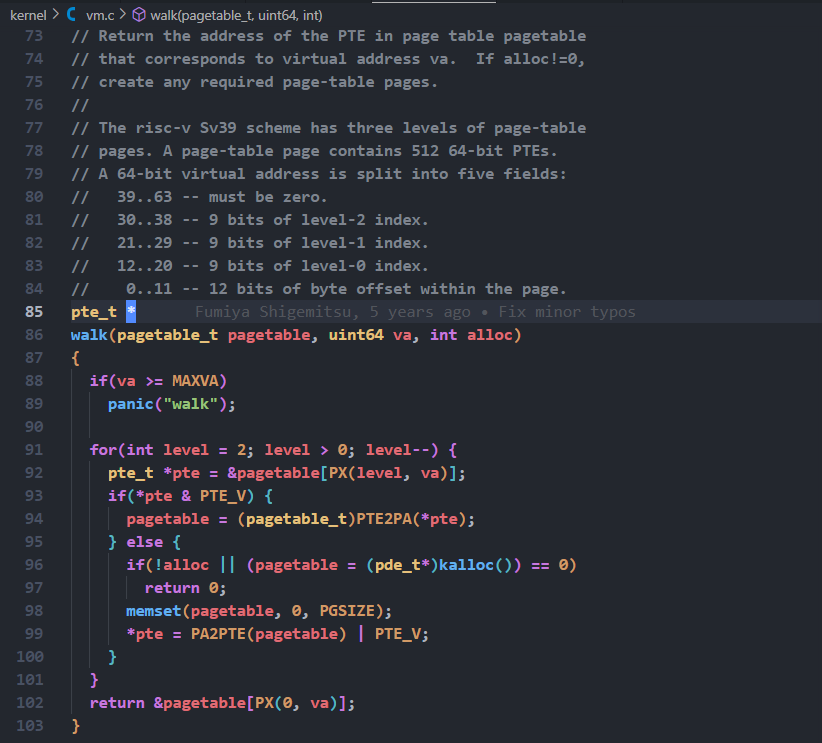 kernel > C vm.c > walk(pagetable_t, uint64, int)
73 // Return the address of the PTE in page table pagetable
74 // that corresponds to virtual address va.  If alloc!=0,
75 // create any required page-table pages.
76 //
77 // The risc-v Sv39 scheme has three levels of page-table
78 // pages. A page-table page contains 512 64-bit PTEs.
79 // A 64-bit virtual address is split into five fields:
80 //   39..63 -- must be zero.
81 //   30..38 -- 9 bits of level-2 index.
82 //   21..29 -- 9 bits of level-1 index.
83 //   12..20 -- 9 bits of level-0 index.
84 //    0..11 -- 12 bits of byte offset within the page.
85 pte_t *      Fumiya Shigemitsu, 5 years ago • Fix minor typos
86 walk(pagetable_t pagetable, uint64 va, int alloc)
87 {
88   if(va >= MAXVA)
89     panic("walk");
90
91   for(int level = 2; level > 0; level--) {
92     pte_t *pte = &pagetable[PX(level, va)];
93     if(*pte & PTE_V) {
94       pagetable = (pagetable_t)PTE2PA(*pte);
95     } else {
96       if(!alloc || (pagetable = (pde_t*)kalloc()) == 0)
97         return 0;
98       memset(pagetable, 0, PGSIZE);
99       *pte = PA2PTE(pagetable) | PTE_V;
100     }
101   }
102   return &pagetable[PX(0, va)];
103 }